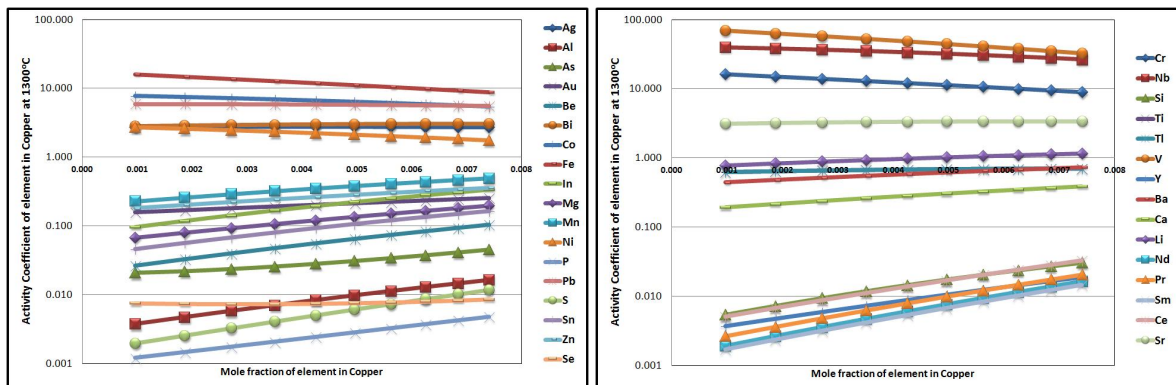 100.000
10.000
1.000
0.100
0.010
0.001
0.000
0.001
0.002
0.003
0.004
0.005
0.006
0.007
0.008
Activity Coefficient of element in Copper at 1300ºC
Mole fraction of element in Copper
Ag
Al
As
Au
Be
Bi
Co
Fe
In
Mg
Mn
Ni
P
Pb
S
Sn
Zn
Se
100.000
10.000
1.000
0.100
0.010
0.001
0.000
0.001
0.002
0.003
0.004
0.005
0.006
0.007
0.008
Activity Coefficient of element in Copper at 1300ºC
Mole fraction of element in Copper
Cr
Nb
Si
Ti
Tl
V
Y
Ba
Ca
Li
Nd
Pr
Sm
Ce
Sr